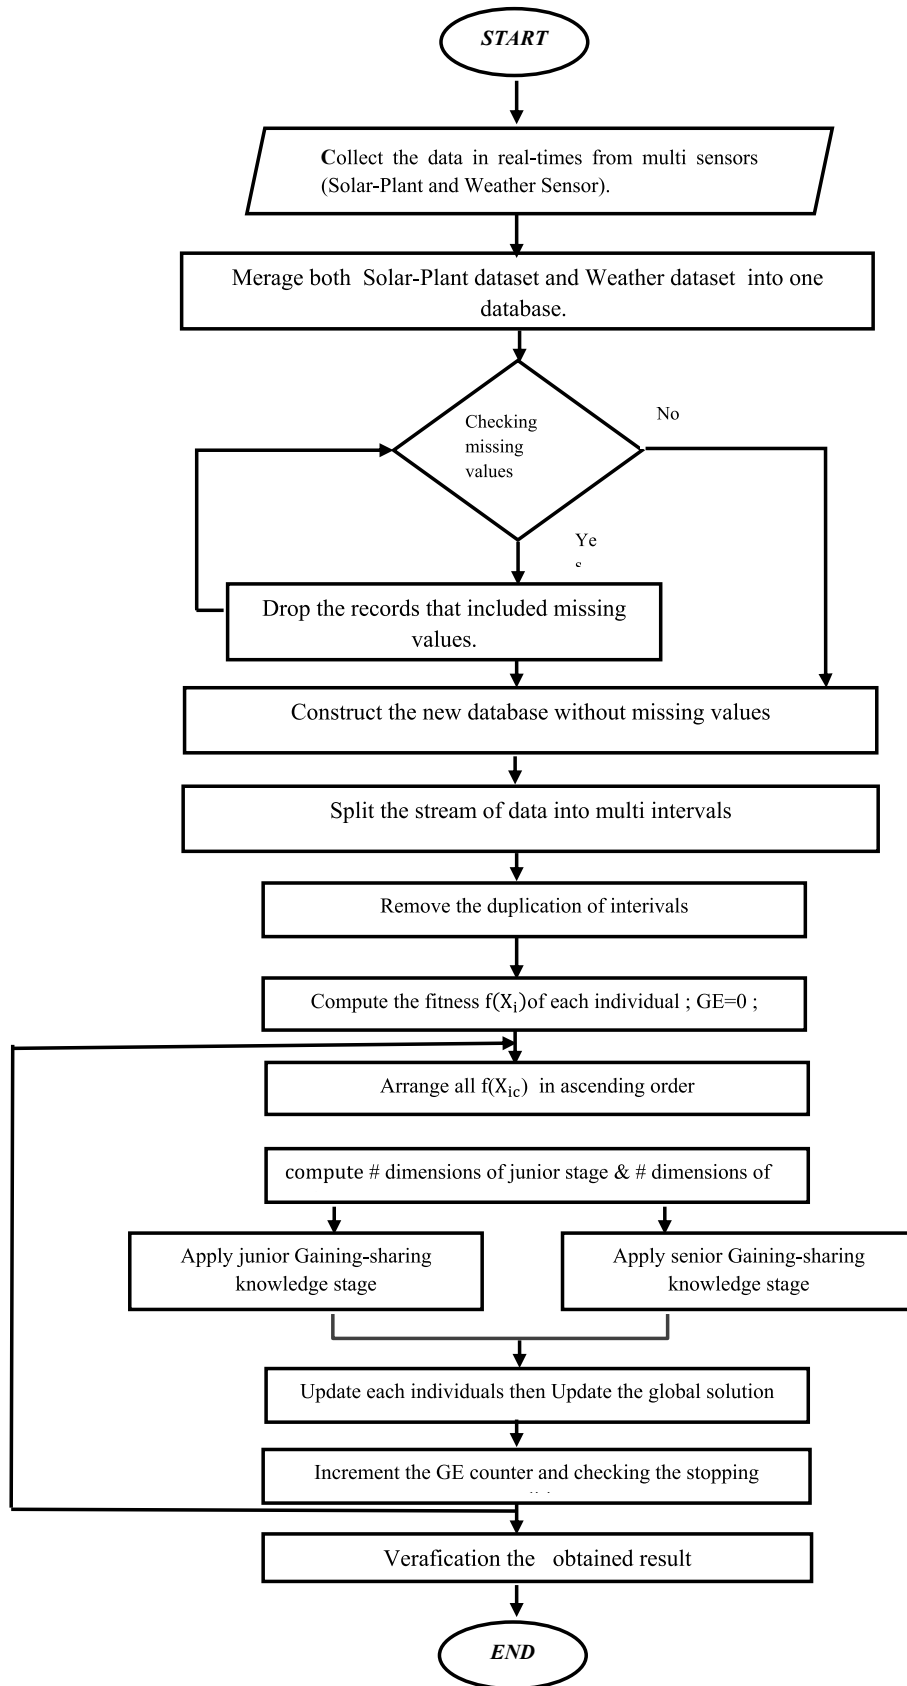 START
Collect the data in real-times from multi sensors
(Solar-Plant and Weather Sensor).
Merage both Solar-Plant dataset and Weather dataset into one
database.
Checking
missing
values
No
Ye
s
Drop the records that included missing
values.
Construct the new database without missing values
Split the stream of data into multi intervals
Remove the duplication of interivals
Compute the fitness f(Xᵢ)of each individual ; GE=0 ;
Arrange all f(X_ic) in ascending order
compute # dimensions of junior stage & # dimensions of
Apply junior Gaining-sharing
knowledge stage
Apply senior Gaining-sharing
knowledge stage
Update each individuals then Update the global solution
Increment the GE counter and checking the stopping
Verafication the obtained result
END